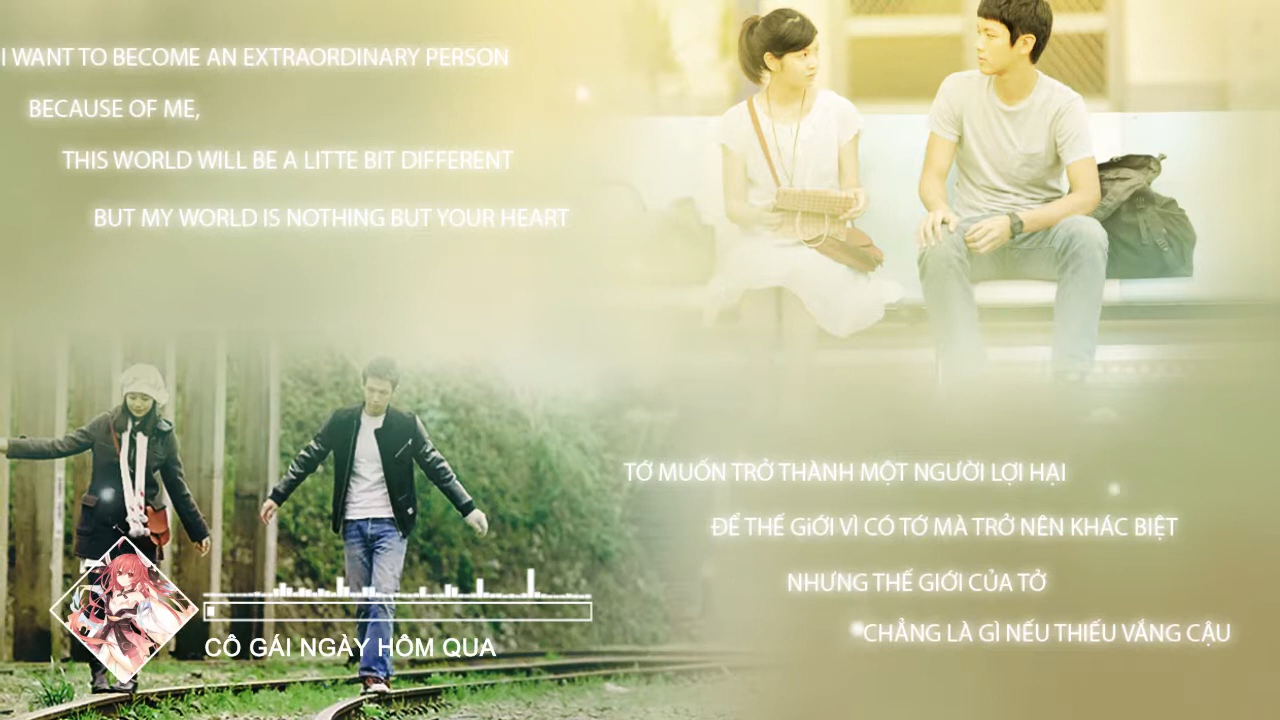 I WANT TO BECOME AN EXTRAORDINARY PERSON
BECAUSE OF ME,
THIS WORLD WILL BE A LITTE BIT DIFFERENT
BUT MY WORLD IS NOTHING BUT YOUR HEART
TỚ MUỐN TRỞ THÀNH MỘT NGƯỜI LỢI HẠI
ĐỂ THẾ GiỚI VÌ CÓ TỚ MÀ TRỞ NÊN KHÁC BIỆT
NHƯNG THẾ GIỚI CỦA TỞ
CHẲNG LÀ GÌ NẾU THIẾU VẮNG CẬU
CÔ GÁI NGÀY HÔM QUA